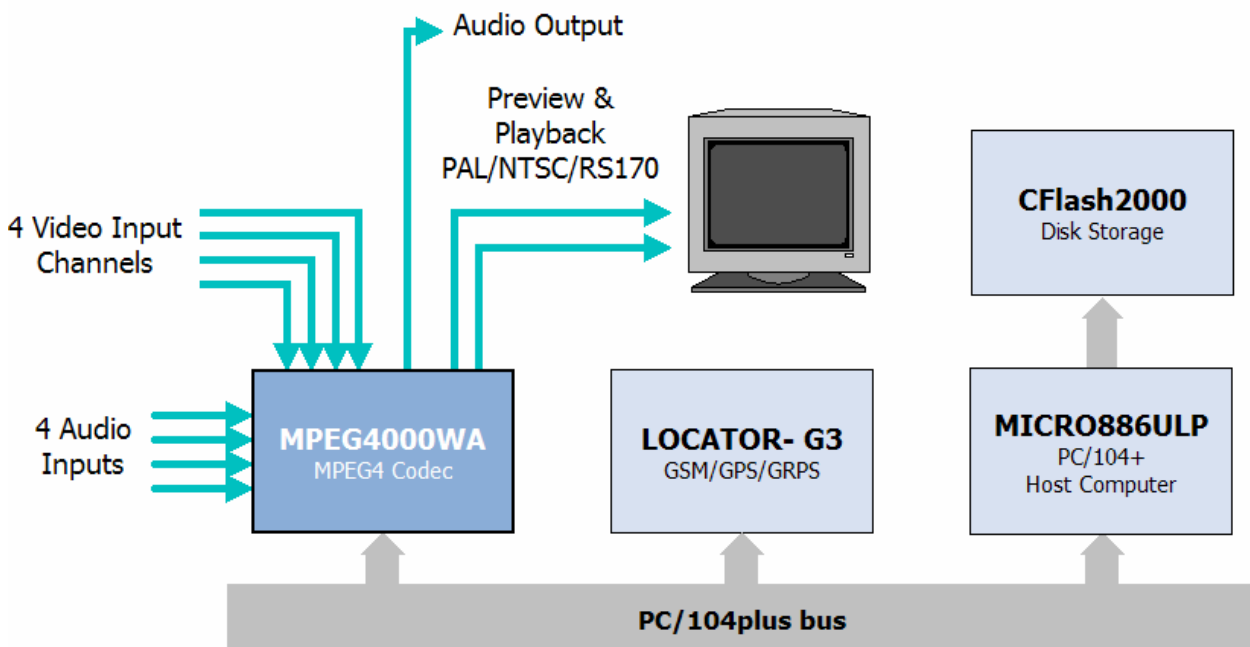 Audio Output
Preview &
Playback
PAL/NTSC/RS170
4 Video Input
Channels
CFlash2000
Disk Storage
4 Audio
Inputs
MPEG4000WA
MPEG4 Codec
LOCATOR- G3
GSM/GPS/GRPS
MICRO886ULP
PC/104+
Host Computer
PC/104plus bus